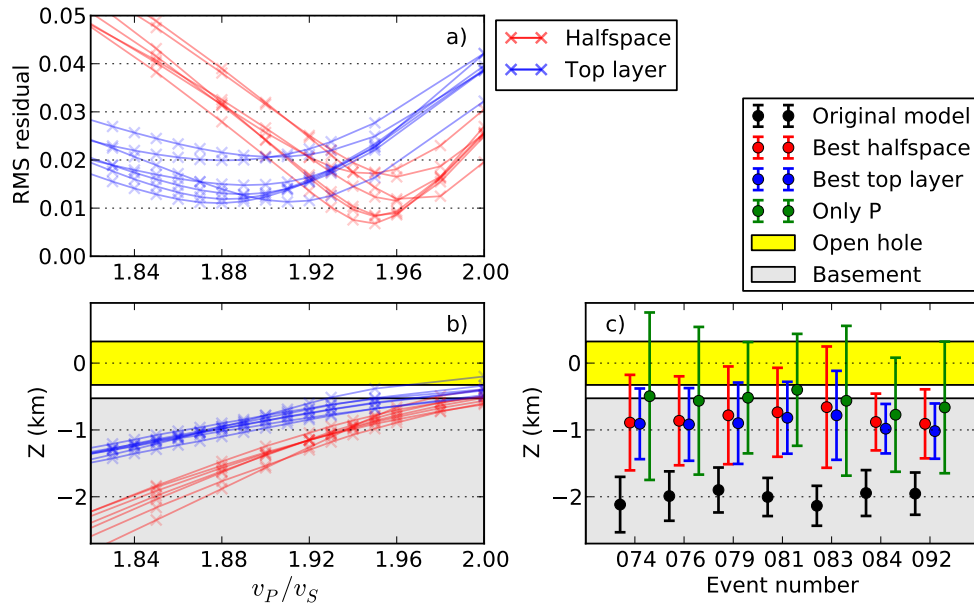 a)
0.05
0.04
0.03
0.02
0.01
0.00
RMS residual
1.84
1.88
1.92
1.96
2.00
Halfspace
Top layer
Original model
Best halfspace
Best top layer
Only P
Open hole
Basement
b)
0
−1
−2
Z (km)
1.84
1.88
1.92
1.96
2.00
v_P/v_S
c)
0
−1
−2
Z (km)
074
076
079
081
083
084
092
Event number